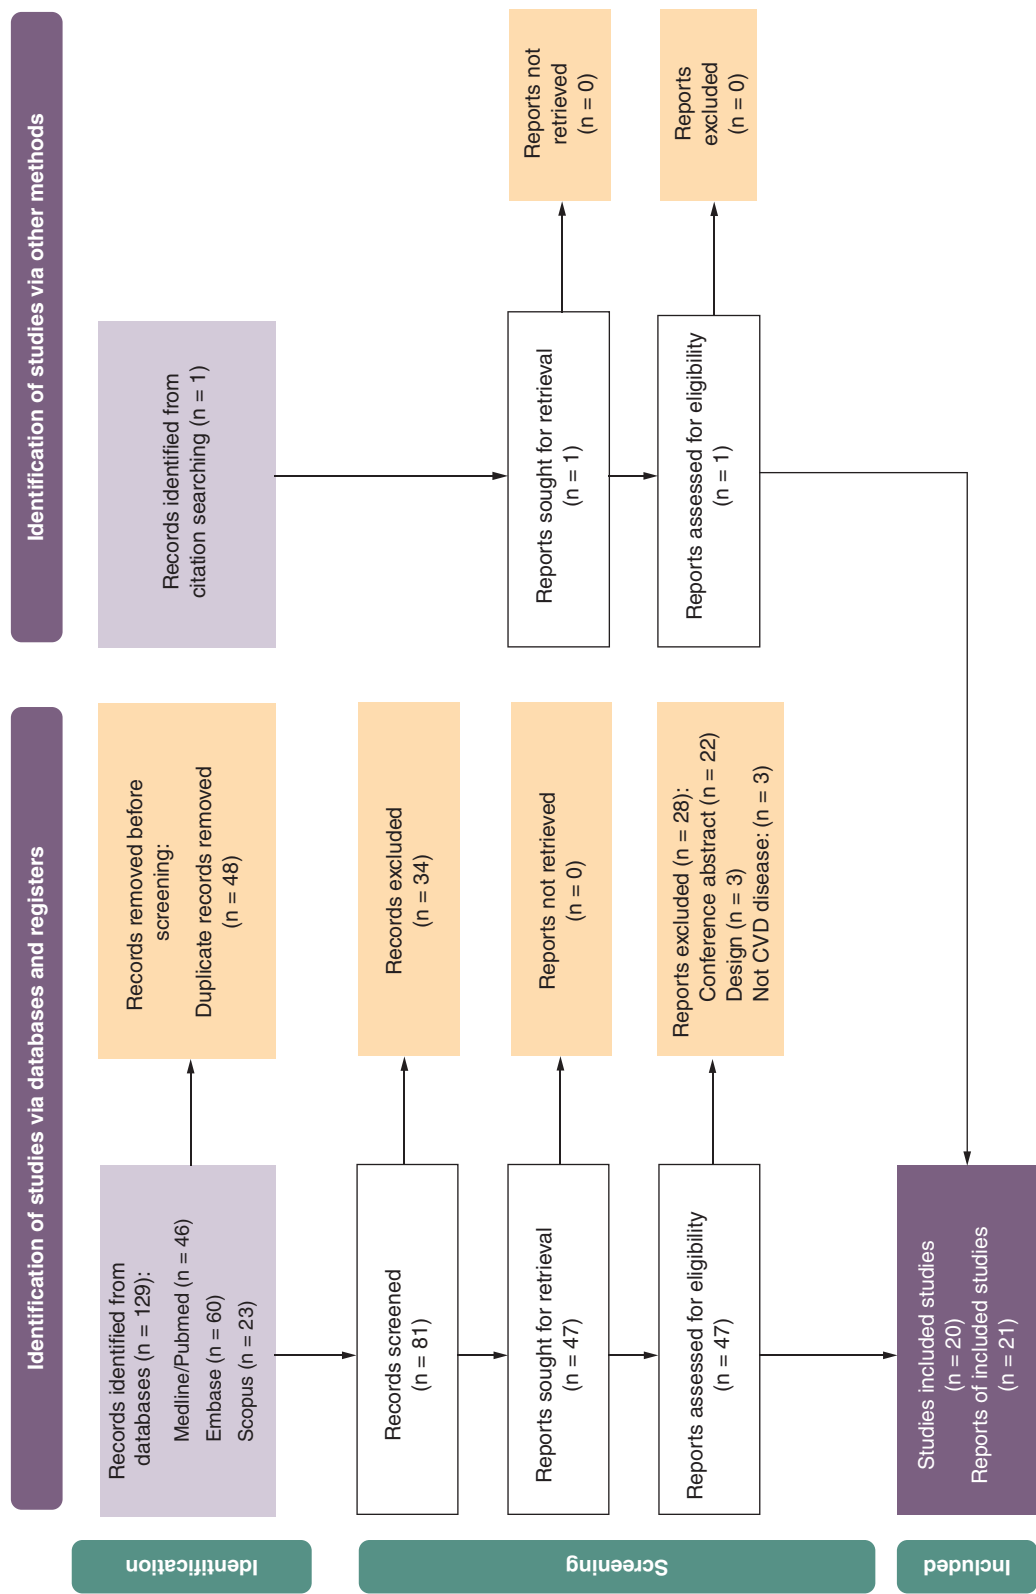 Identification of studies via databases and registers
Identification of studies via other methods
Identification
Records identified from
databases (n = 129):
Medline/Pubmed (n = 46)
Embase (n = 60)
Scopus (n = 23)
Records removed before
screening:
Duplicate records removed
(n = 48)
Records identified from
citation searching (n = 1)
Screening
Records screened
(n = 81)
Records excluded
(n = 34)
Reports sought for retrieval
(n = 47)
Reports not retrieved
(n = 0)
Reports sought for retrieval
(n = 1)
Reports not
retrieved
(n = 0)
Reports assessed for eligibility
(n = 47)
Reports excluded (n = 28):
Conference abstract (n = 22)
Design (n = 3)
Not CVD disease: (n = 3)
Reports assessed for eligibility
(n = 1)
Reports
excluded
(n = 0)
Included
Studies included studies
(n = 20)
Reports of included studies
(n = 21)